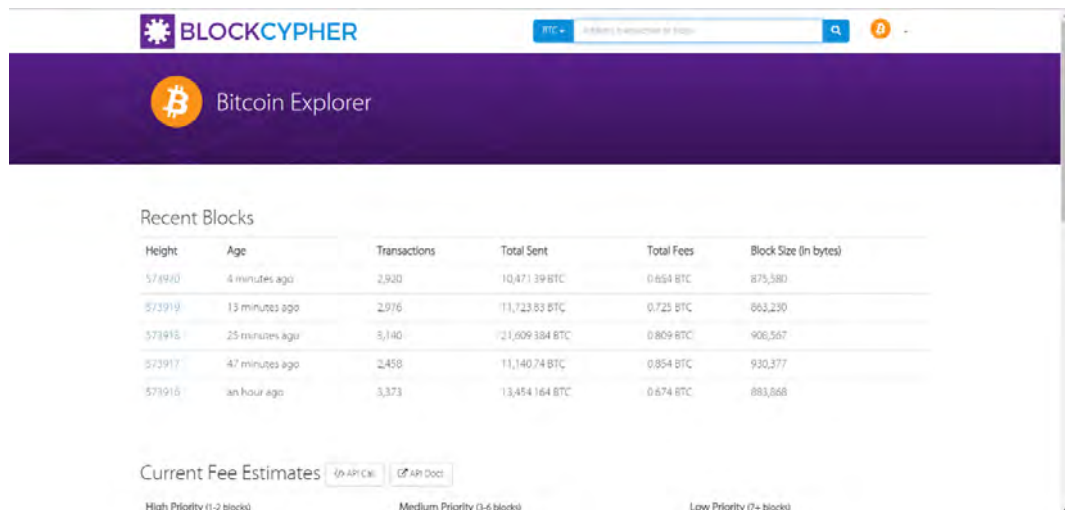 BLOCKCYPHER
BTC
Bitcoin Explorer
Recent Blocks
Height Age Transactions Total Sent Total Fees Block Size (in bytes)
573920 4 minutes ago 2,920 10,471.39 BTC 0.654 BTC 875,580
573919 13 minutes ago 2,976 11,723.83 BTC 0.725 BTC 863,230
573918 25 minutes ago 3,140 21,609.384 BTC 0.809 BTC 906,567
573917 47 minutes ago 2,458 11,140.74 BTC 0.854 BTC 930,377
573916 an hour ago 3,373 13,454.164 BTC 0.674 BTC 883,868
Current Fee Estimates API Call API Docs
High Priority (1-2 blocks) Medium Priority (3-6 blocks) Low Priority (7+ blocks)